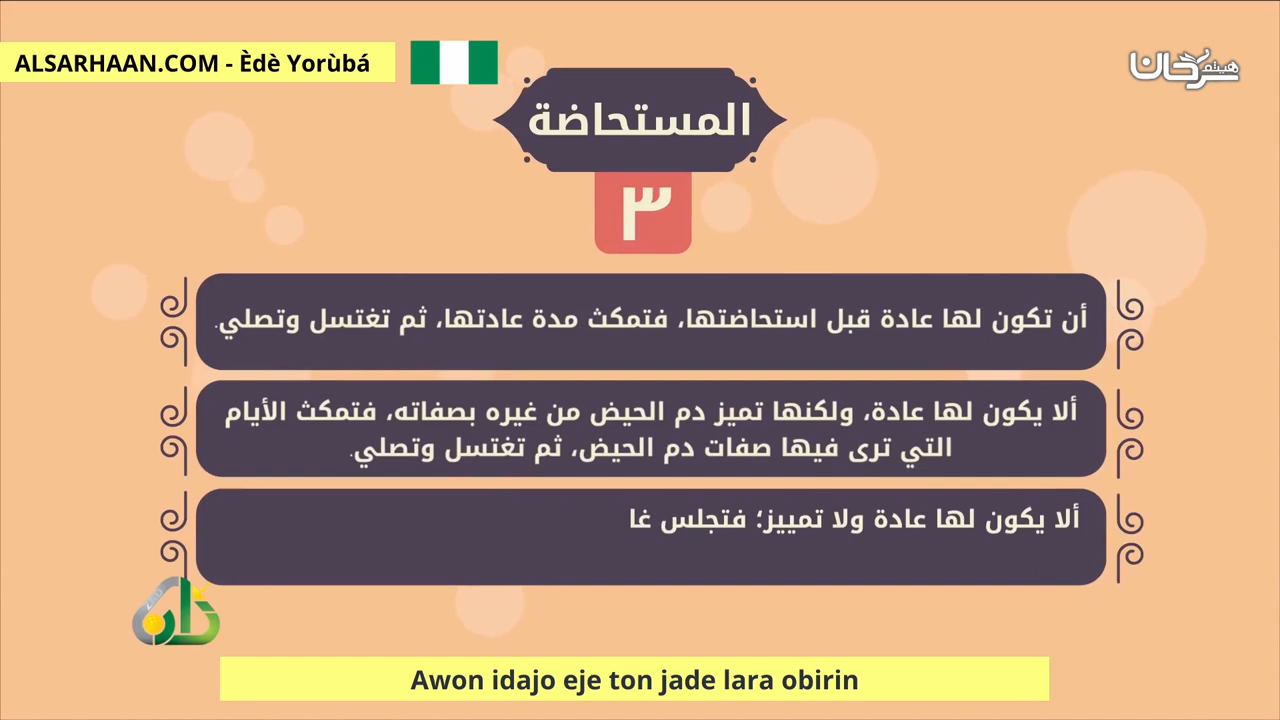 ALSARHAAN.COM - Èdè Yorùbá
هيثم سرحان
المستحاضة
٣
أن تكون لها عادة قبل استحاضتها، فتمكث مدة عادتها، ثم تغتسل وتصلي.
ألا يكون لها عادة، ولكنها تميز دم الحيض من غيره بصفاته، فتمكث الأيام
التي ترى فيها صفات دم الحيض، ثم تغتسل وتصلي.
ألا يكون لها عادة ولا تمييز؛ فتجلس غا
Awon idajo eje ton jade lara obirin